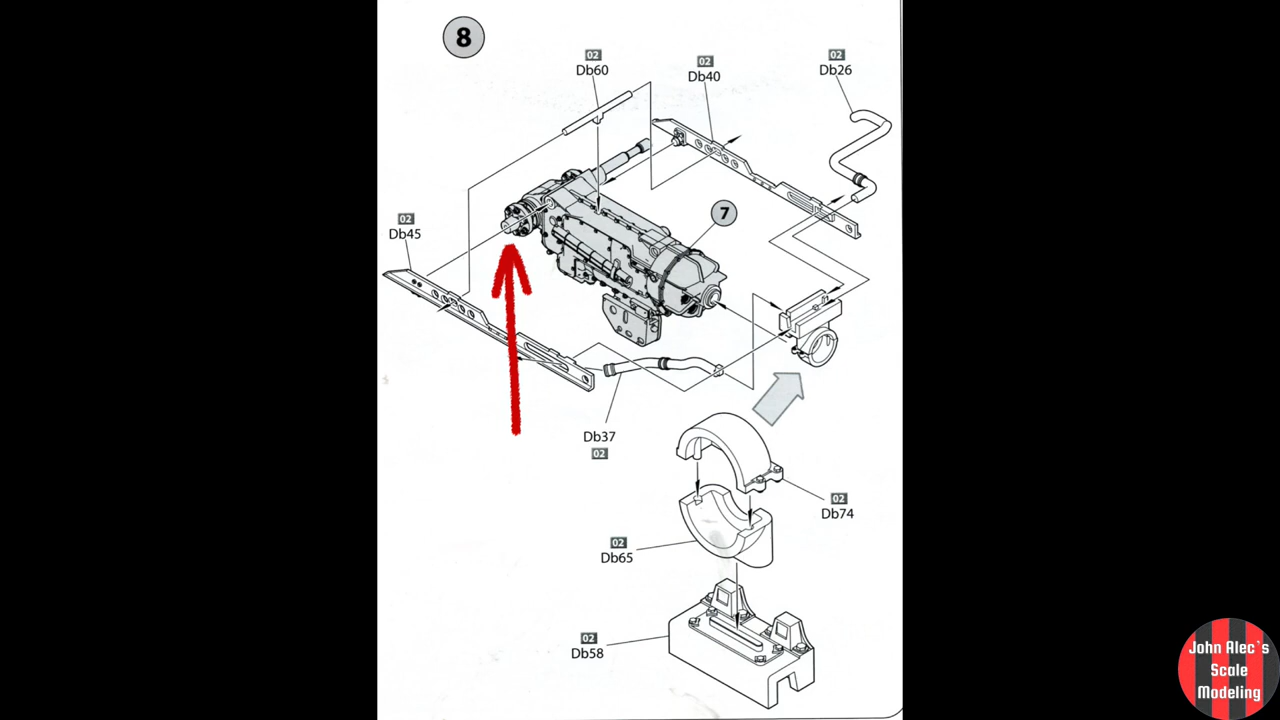 8
02
Db60
02
Db40
02
Db26
7
02
Db45
Db37
02
02
Db74
02
Db65
02
Db58
John Alec`s
Scale
Modeling